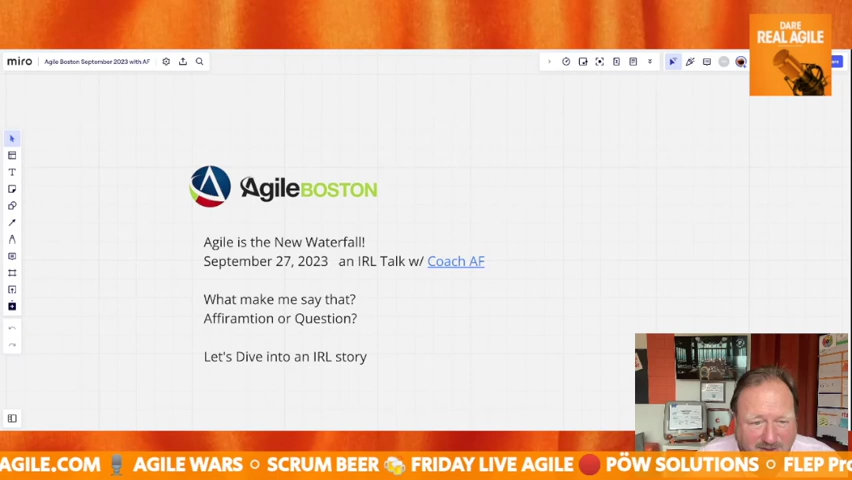 DARE
REAL AGILE
miro
Agile Boston September 2023 with AF
AgileBOSTON
Agile is the New Waterfall!
September 27, 2023 an IRL Talk w/ Coach AF
What make me say that?
Affiramtion or Question?
Let's Dive into an IRL story
AGILE.COM AGILE WARS SCRUM BEER FRIDAY LIVE AGILE PÖW SOLUTIONS FLEP Pro